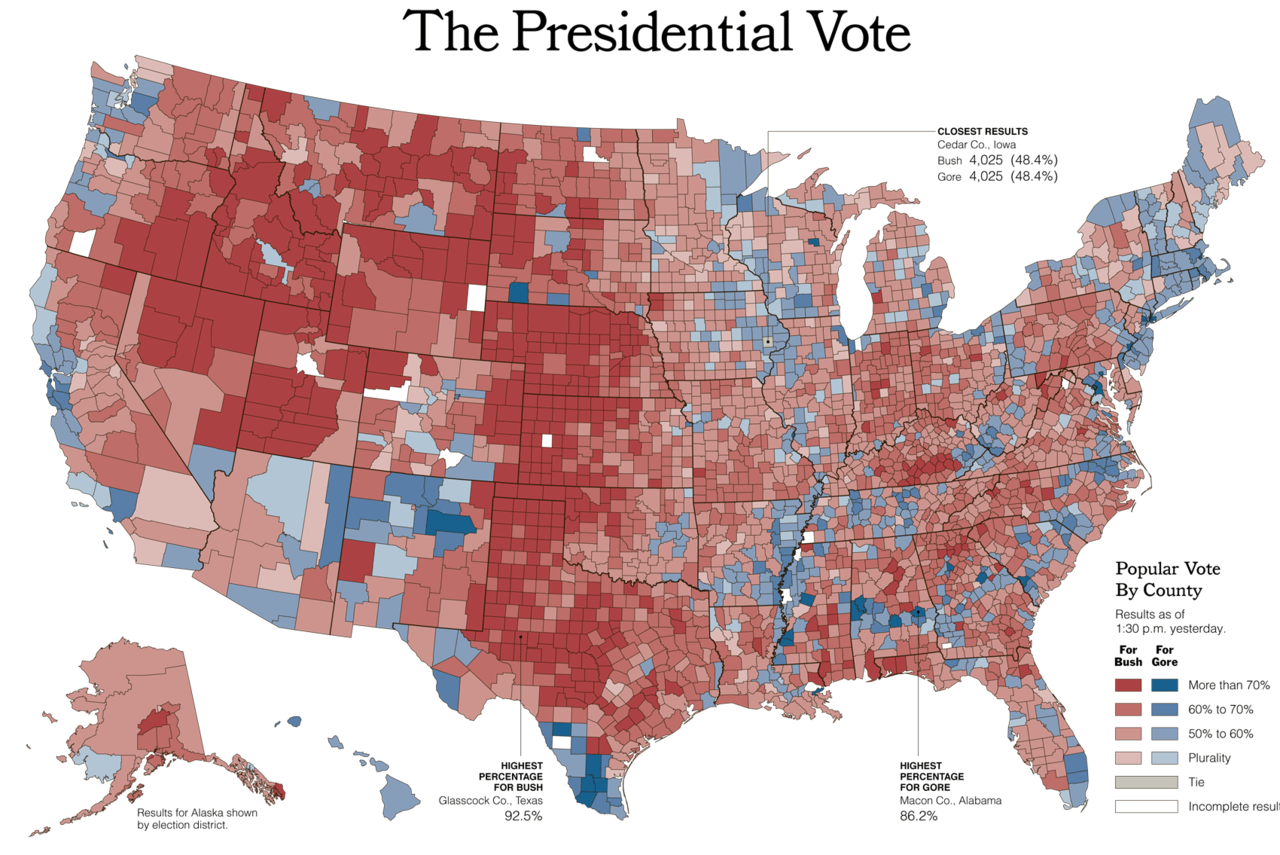 The Presidential Vote
CLOSEST RESULTS
Cedar Co., Iowa
Bush 4,025 (48.4%)
Gore 4,025 (48.4%)
Popular Vote
By County
Results as of
1:30 p.m. yesterday.
For For
Bush Gore
More than 70%
60% to 70%
50% to 60%
Plurality
Tie
Incomplete resul
HIGHEST
PERCENTAGE
FOR BUSH
Glasscock Co., Texas
92.5%
HIGHEST
PERCENTAGE
FOR GORE
Macon Co., Alabama
86.2%
Results for Alaska shown
by election district.